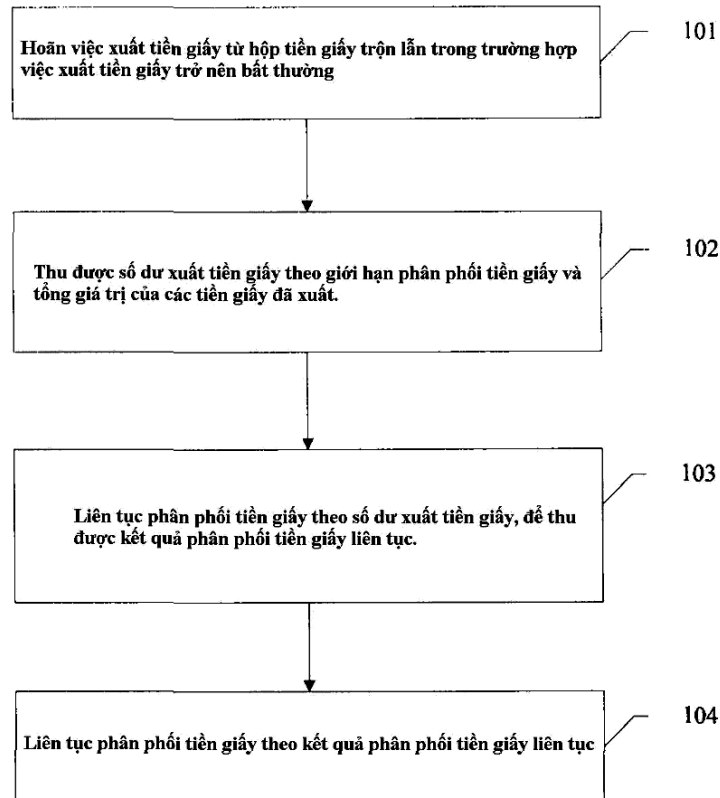 Hoãn việc xuất tiền giấy từ hộp tiền giấy trộn lẫn trong trường hợp
việc xuất tiền giấy trở nên bất thường
101
Thu được số dư xuất tiền giấy theo giới hạn phân phối tiền giấy và
tổng giá trị của các tiền giấy đã xuất.
102
Liên tục phân phối tiền giấy theo số dư xuất tiền giấy, để thu
được kết quả phân phối tiền giấy liên tục.
103
Liên tục phân phối tiền giấy theo kết quả phân phối tiền giấy liên tục
104